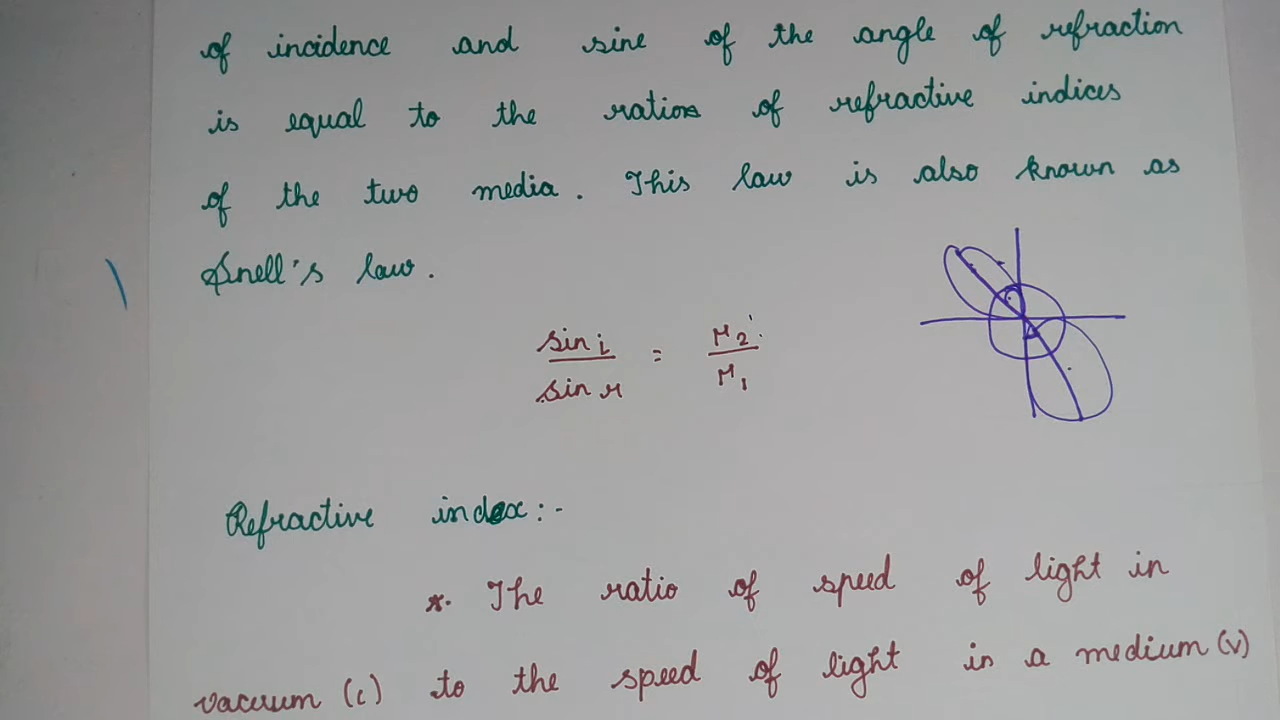 of incidence and sine of the angle of refraction
is equal to the ratios of refractive indices
of the two media. This law is also known as
Snell's law.
sin i / sin r = μ2 / μ1
Refractive index:-
*. The ratio of speed of light in
vacuum (c) to the speed of light in a medium (v)